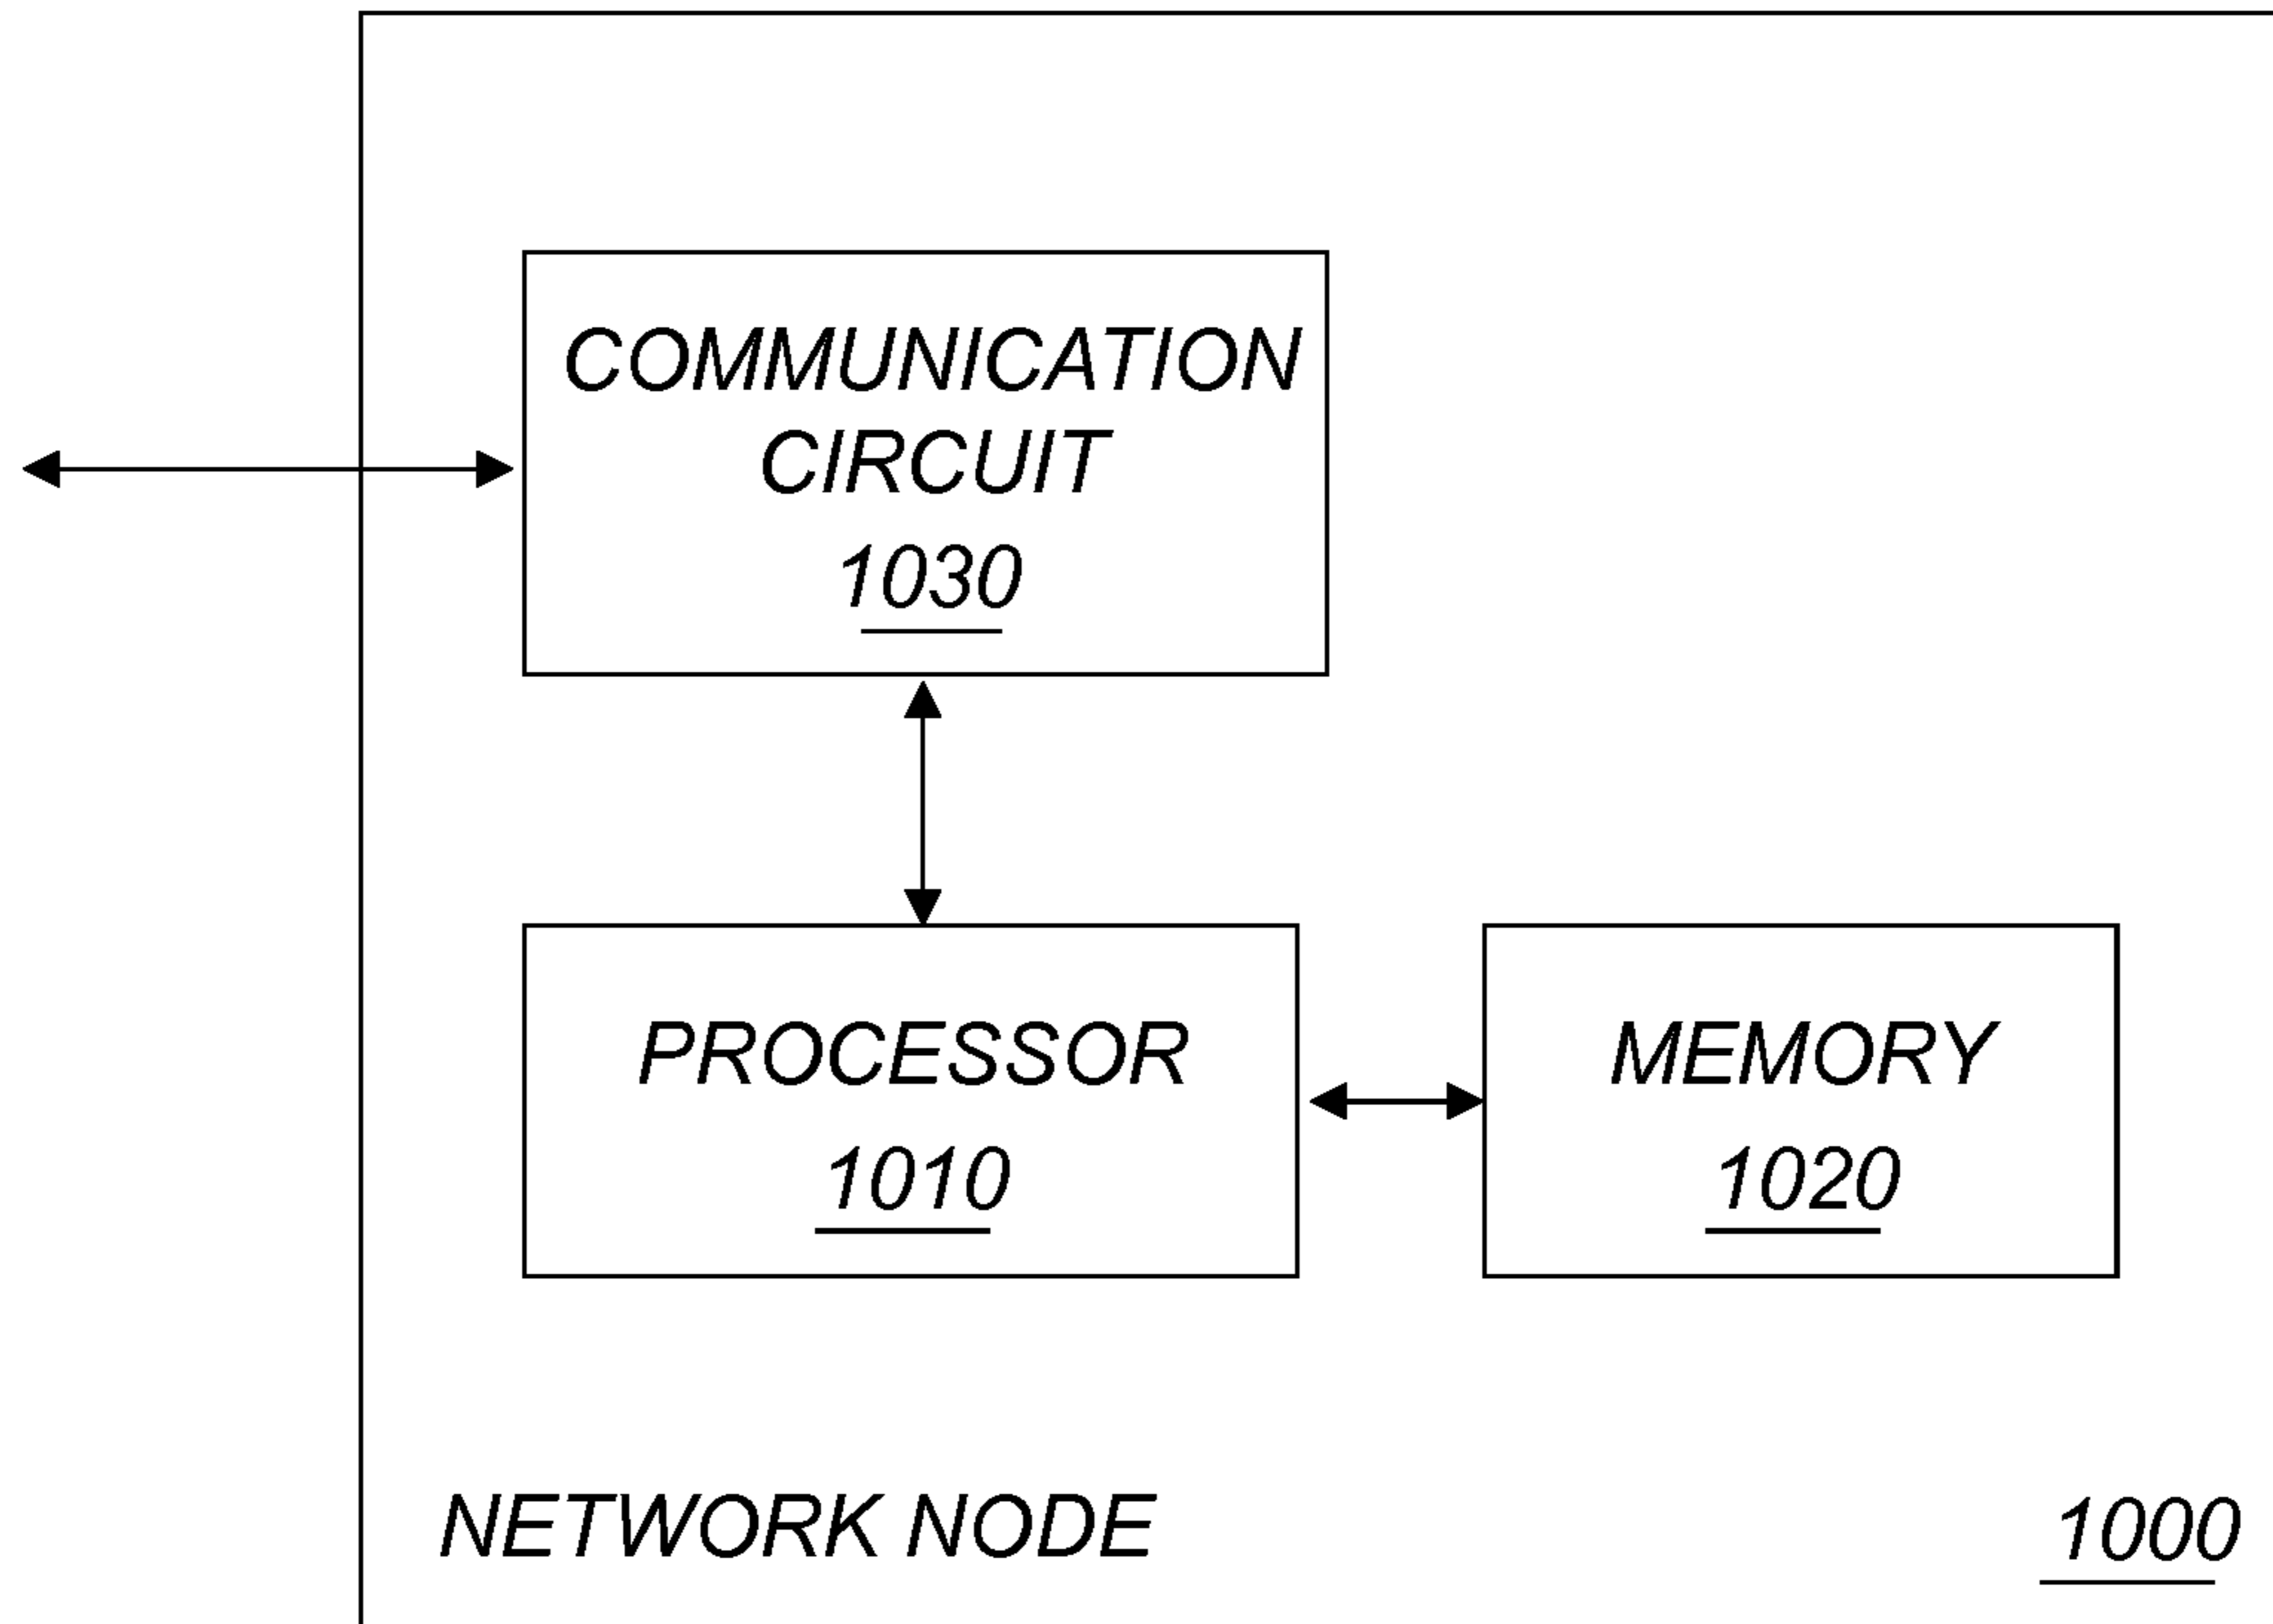 COMMUNICATION
CIRCUIT
1030
PROCESSOR
1010
MEMORY
1020
NETWORK NODE
1000